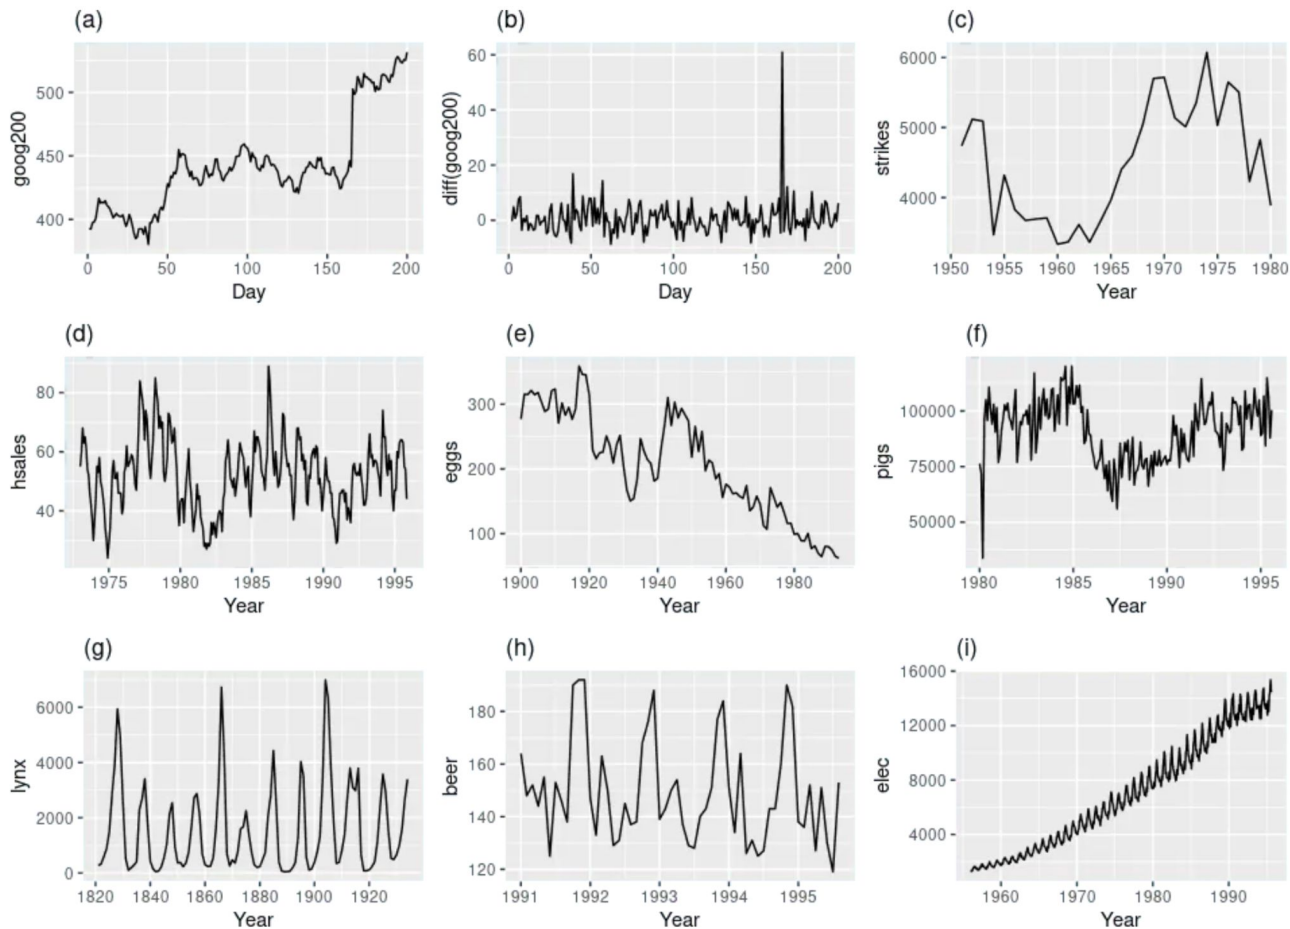 (a) (b) (c)
goog200
500
450
400
0 50 100 150 200
Day
diff(goog200)
60
40
20
0
0 50 100 150 200
Day
strikes
6000
5000
4000
1950 1955 1960 1965 1970 1975 1980
Year
(d) (e) (f)
hsales
80
60
40
1975 1980 1985 1990 1995
Year
eggs
300
200
100
1900 1920 1940 1960 1980
Year
pigs
100000
75000
50000
1980 1985 1990 1995
Year
(g) (h) (i)
lynx
6000
4000
2000
0
1820 1840 1860 1880 1900 1920
Year
beer
180
160
140
120
1991 1992 1993 1994 1995
Year
elec
16000
12000
8000
4000
1960 1970 1980 1990
Year